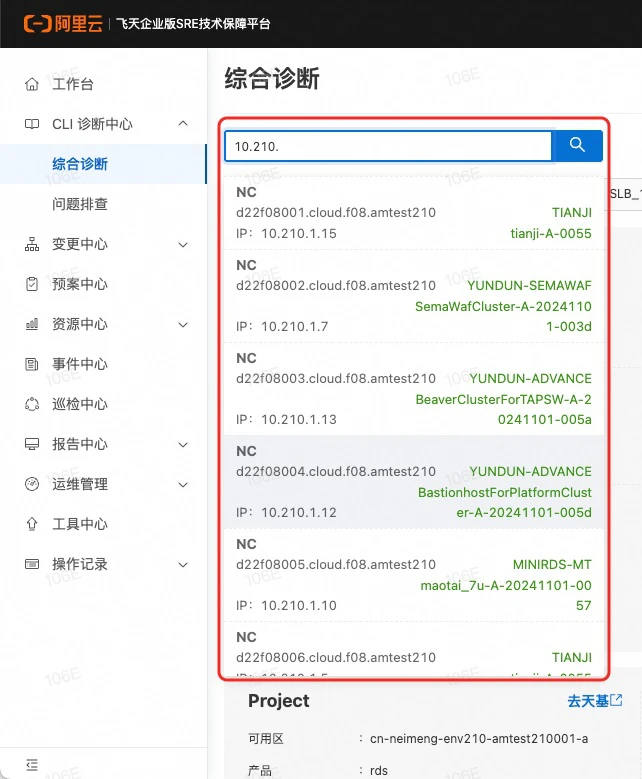 阿里云 飞天企业版SRE技术保障平台
工作台
CLI 诊断中心
综合诊断
问题排查
变更中心
预案中心
资源中心
事件中心
巡检中心
报告中心
运维管理
工具中心
操作记录
综合诊断
10.210.
SLB_
NC
d22f08001.cloud.f08.amtest210 TIANJI
IP: 10.210.1.15 tianji-A-0055
NC
d22f08002.cloud.f08.amtest210 YUNDUN-SEMAWAF
SemaWafCluster-A-2024110
IP: 10.210.1.7 1-003d
NC
d22f08003.cloud.f08.amtest210 YUNDUN-ADVANCE
BeaverClusterForTAPSW-A-2
IP: 10.210.1.13 0241101-005a
NC
d22f08004.cloud.f08.amtest210 YUNDUN-ADVANCE
BastionhostForPlatformClust
IP: 10.210.1.12 er-A-20241101-005d
NC
d22f08005.cloud.f08.amtest210 MINIRDS-MT
maotai_7u-A-20241101-00
IP: 10.210.1.10 57
NC
d22f08006.cloud.f08.amtest210 TIANJI
IP: 10.210.1.5 tianji-A-0055
Project 去天基
可用区 : cn-neimeng-env210-amtest210001-a
产品 : rds
106E